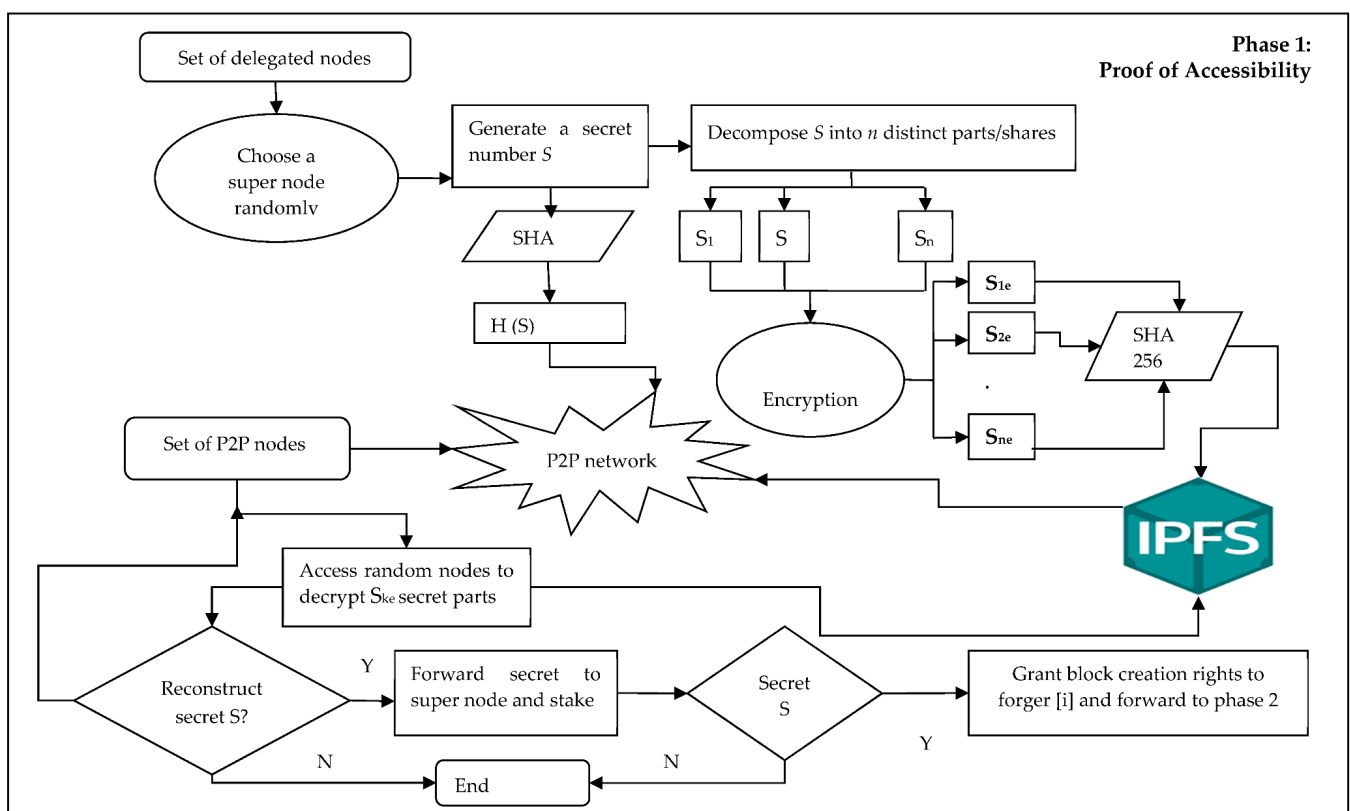 Phase 1:
Proof of Accessibility
Set of delegated nodes
Choose a
super node
randomlv
Generate a secret
number S
Decompose S into n distinct parts/shares
SHA
S1
S
Sn
H (S)
Encryption
S1e
S2e
.
Sne
SHA
256
Set of P2P nodes
P2P network
IPFS
Access random nodes to
decrypt Ske secret parts
Reconstruct
secret S?
Y
Forward secret to
super node and stake
Secret
S
Y
Grant block creation rights to
forger [i] and forward to phase 2
N
End
N